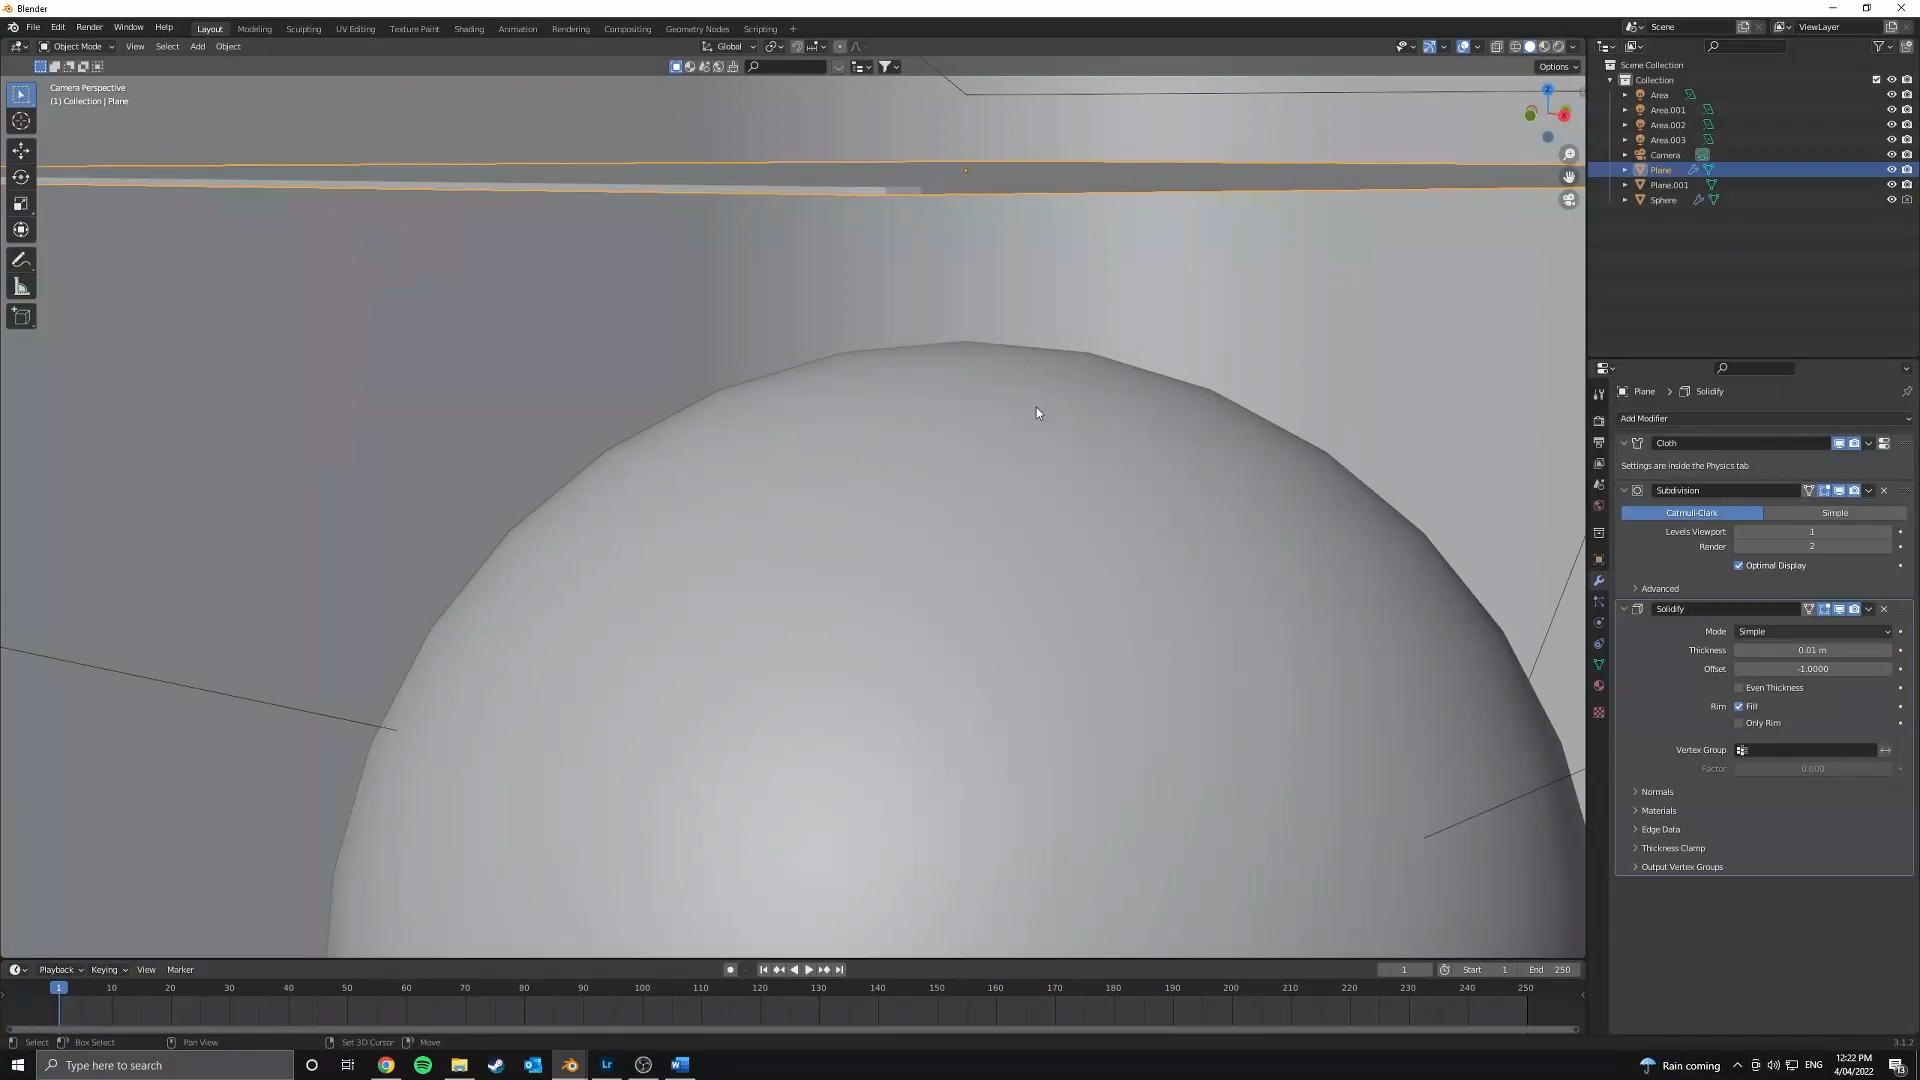 Blender
File Edit Render Window Help
Layout Modeling Sculpting UV Editing Texture Paint Shading Animation Rendering Compositing Geometry Nodes Scripting +
Scene
ViewLayer
Object Mode View Select Add Object
Global
Options
Camera Perspective
(1) Collection | Plane
Z
X
Scene Collection
Collection
Area
Area.001
Area.002
Area.003
Camera
Plane
Plane.001
Sphere
Plane > Solidify
Add Modifier
Cloth
Settings are inside the Physics tab
Subdivision
Catmull-Clark Simple
Levels Viewport 1
Render 2
Optimal Display
Advanced
Solidify
Mode Simple
Thickness 0.01 m
Offset -1.0000
Even Thickness
Rim Fill
Only Rim
Vertex Group
Factor 0.000
Normals
Materials
Edge Data
Thickness Clamp
Output Vertex Groups
Playback Keying View Marker
1 Start 1 End 250
1 10 20 30 40 50 60 70 80 90 100 110 120 130 140 150 160 170 180 190 200 210 220 230 240 250
Select Box Select Pan View Set 3D Cursor Move
3.1.2
Type here to search
Lr
Rain coming
ENG
12:22 PM
4/04/2022
13